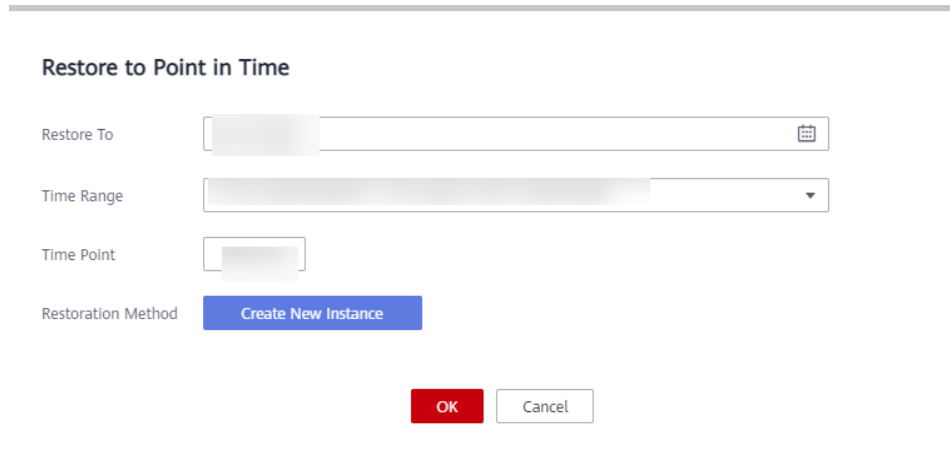 Restore to Point in Time
Restore To
Time Range
Time Point
Restoration Method Create New Instance
OK Cancel